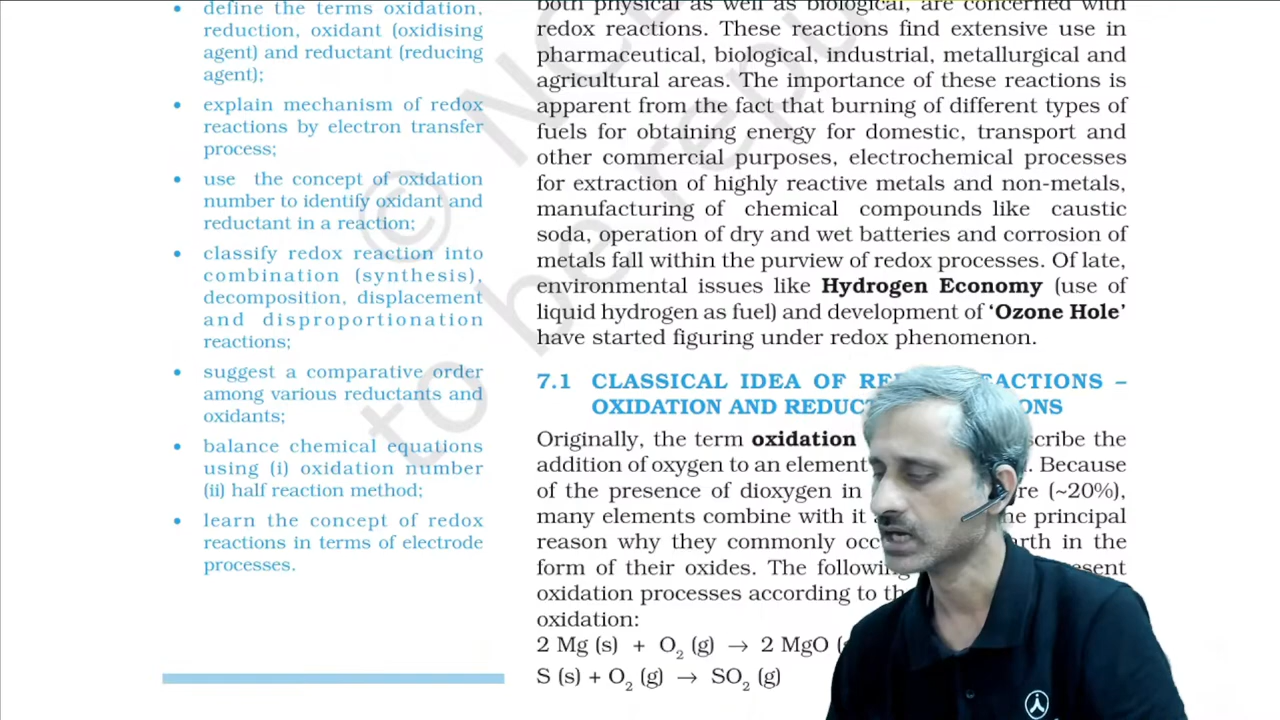 define the terms oxidation,
reduction, oxidant (oxidising
agent) and reductant (reducing
agent);
explain mechanism of redox
reactions by electron transfer
process;
use the concept of oxidation
number to identify oxidant and
reductant in a reaction;
classify redox reaction into
combination (synthesis),
decomposition, displacement
and disproportionation
reactions;
suggest a comparative order
among various reductants and
oxidants;
balance chemical equations
using (i) oxidation number
(ii) half reaction method;
learn the concept of redox
reactions in terms of electrode
processes.
both physical as well as biological, are concerned with
redox reactions. These reactions find extensive use in
pharmaceutical, biological, industrial, metallurgical and
agricultural areas. The importance of these reactions is
apparent from the fact that burning of different types of
fuels for obtaining energy for domestic, transport and
other commercial purposes, electrochemical processes
for extraction of highly reactive metals and non-metals,
manufacturing of chemical compounds like caustic
soda, operation of dry and wet batteries and corrosion of
metals fall within the purview of redox processes. Of late,
environmental issues like Hydrogen Economy (use of
liquid hydrogen as fuel) and development of ‘Ozone Hole’
have started figuring under redox phenomenon.
7.1 CLASSICAL IDEA OF –
OXIDATION AND
Originally, the term oxidation the
addition of oxygen to an element Because
of the presence of dioxygen in (~20%),
many elements combine with it principal
reason why they commonly in the
form of their oxides. The following
oxidation processes according to
oxidation:
2 Mg (s) + O2 (g) → 2 MgO
S (s) + O2 (g) → SO2 (g)
© NC
to be repu